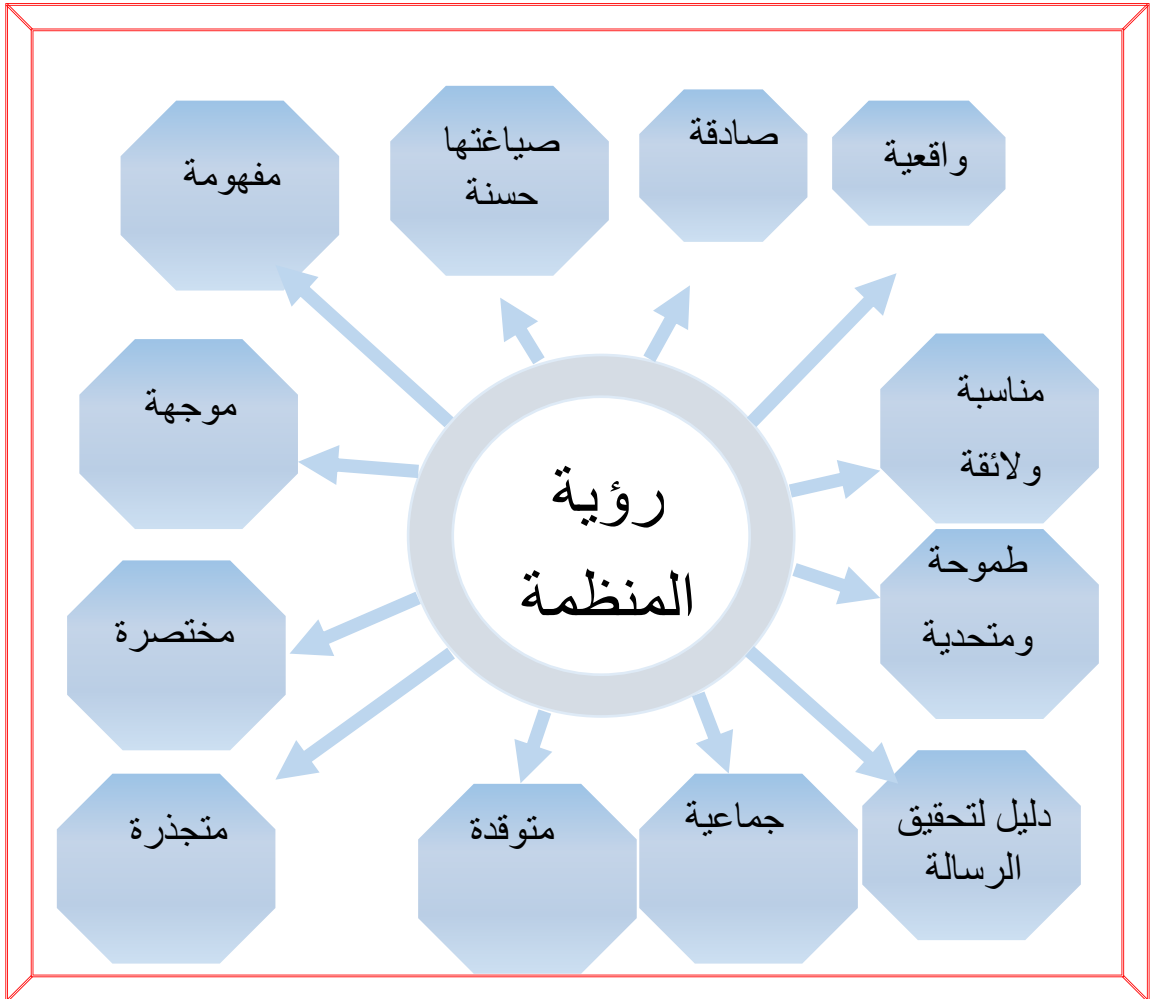 واقعية
صادقة
صياغتها
حسنة
مفهومة
مناسبة
ولائقة
موجهة
رؤية
المنظمة
طموحة
ومتحدية
مختصرة
دليل لتحقيق
الرسالة
جماعية
متوقدة
متجذرة